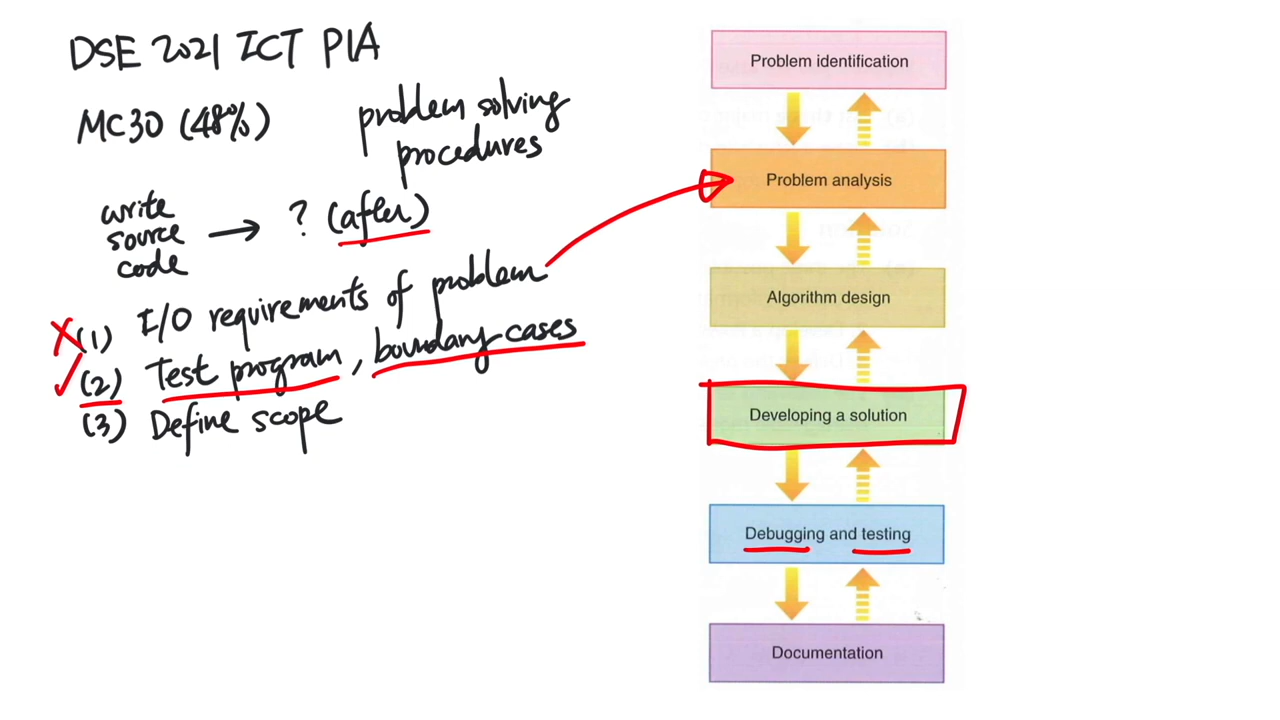 DSE 2021 ICT P1A
MC30 (48%)
problem solving
procedures
write
source
code
? (after)
(1) I/O requirements of problem
(2) Test program, boundary cases
(3) Define scope
Problem identification
Problem analysis
Algorithm design
Developing a solution
Debugging and testing
Documentation